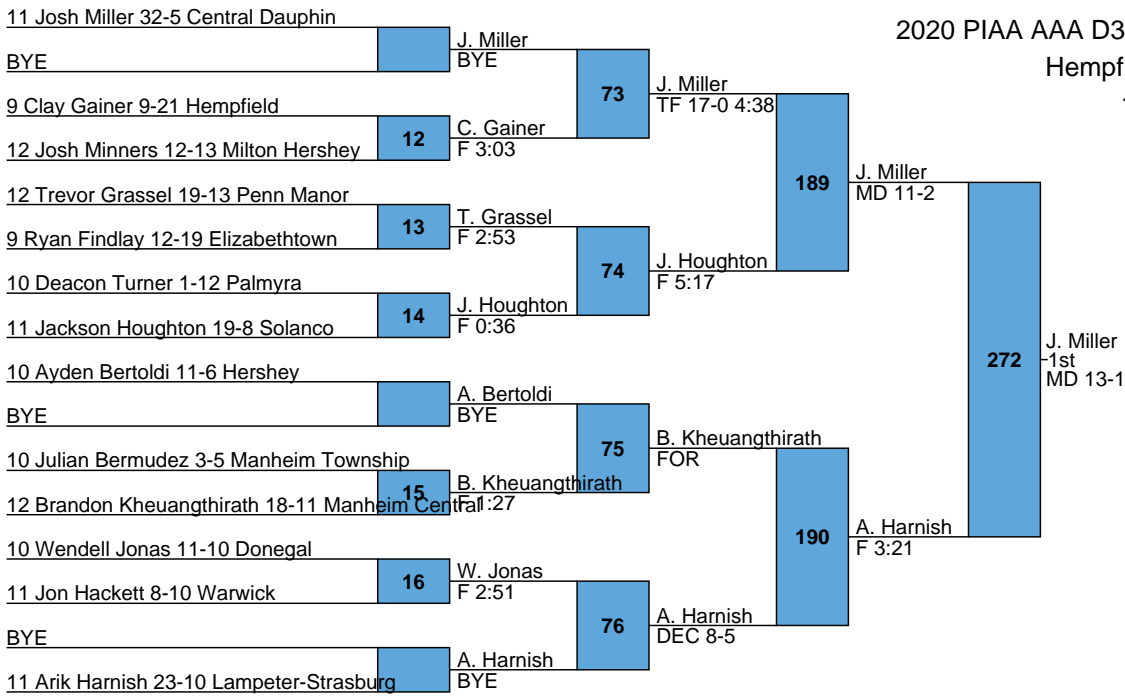 11 Josh Miller 32-5 Central Dauphin
BYE
9 Clay Gainer 9-21 Hempfield
12 Josh Minners 12-13 Milton Hershey
12 Trevor Grassel 19-13 Penn Manor
9 Ryan Findlay 12-19 Elizabethtown
10 Deacon Turner 1-12 Palmyra
11 Jackson Houghton 19-8 Solanco
10 Ayden Bertoldi 11-6 Hershey
BYE
10 Julian Bermudez 3-5 Manheim Township
12 Brandon Kheuangthirath 18-11 Manheim Central
10 Wendell Jonas 11-10 Donegal
11 Jon Hackett 8-10 Warwick
BYE
11 Arik Harnish 23-10 Lampeter-Strasburg
12
13
14
15
16
J. Miller
BYE
C. Gainer
F 3:03
T. Grassel
F 2:53
J. Houghton
F 0:36
A. Bertoldi
BYE
B. Kheuangthirath
F 1:27
W. Jonas
F 2:51
A. Harnish
BYE
73
74
75
76
J. Miller
TF 17-0 4:38
J. Houghton
F 5:17
B. Kheuangthirath
FOR
A. Harnish
DEC 8-5
189
190
J. Miller
MD 11-2
A. Harnish
F 3:21
272
J. Miller
1st
MD 13-1
2020 PIAA AAA D3
Hempf